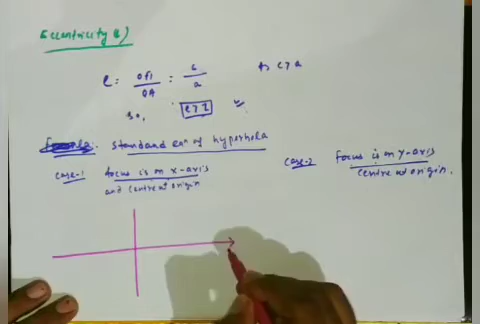 Eccentricity e)
e = OF1/OA = c/a as c > a
so, e > 1
Standard eqn of hyperbola
case-1 focus is on x-axis
and centre at origin
case-2 focus is on y-axis
centre at origin.